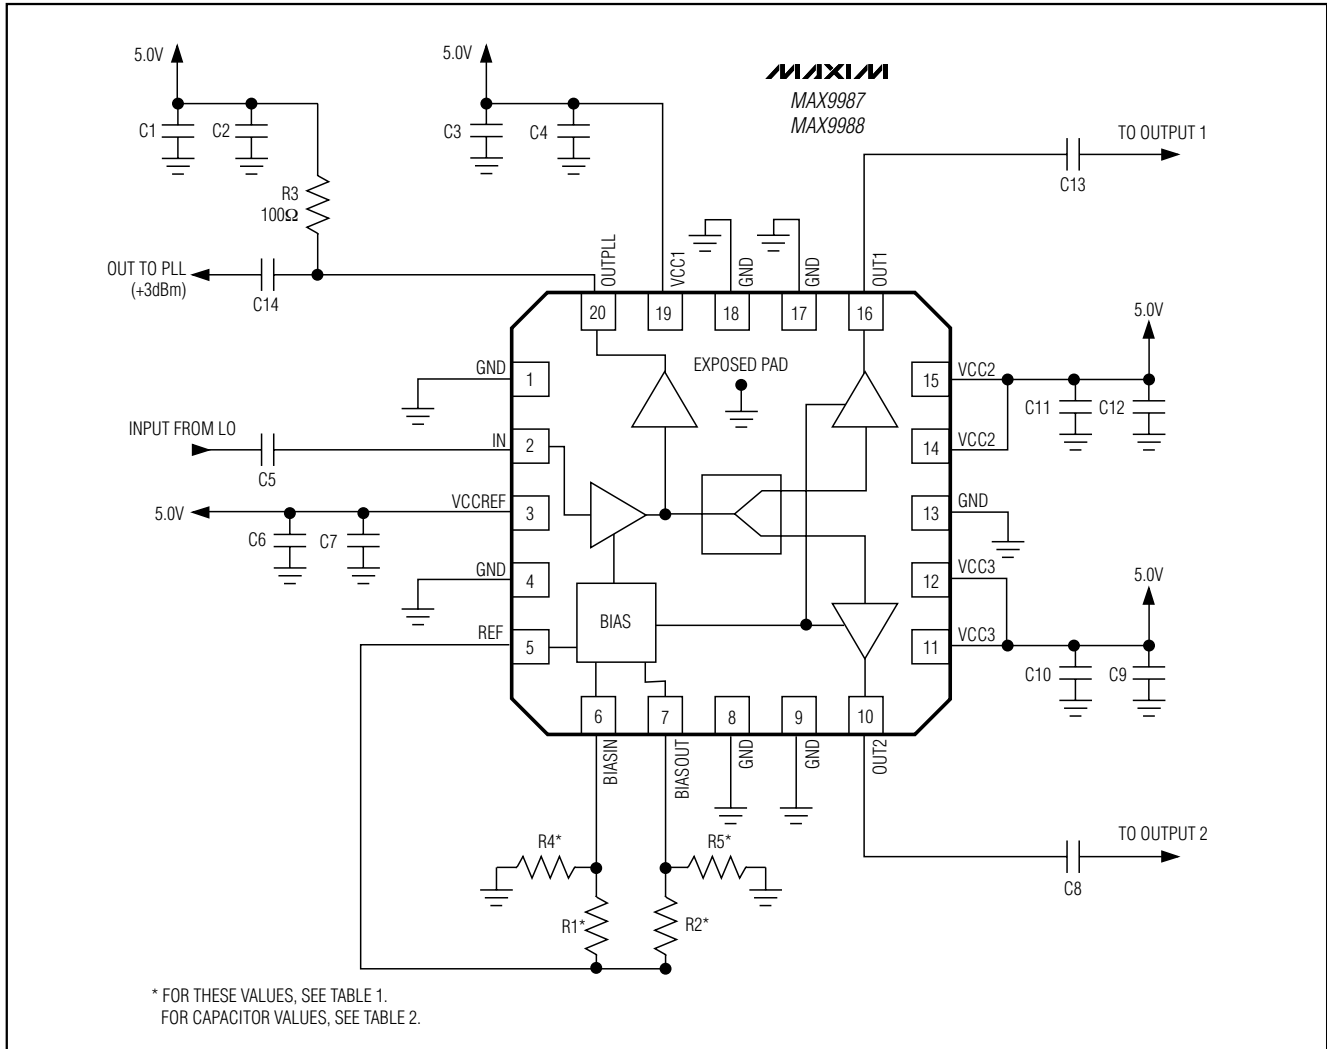 5.0V
5.0V
MAXIM
MAX9987
MAX9988
C1
C2
C3
C4
TO OUTPUT 1
C13
R3
100Ω
OUT TO PLL
(+3dBm)
C14
OUTPLL
VCC1
GND
GND
OUT1
20
19
18
17
16
5.0V
GND
1
EXPOSED PAD
15
VCC2
C11
C12
INPUT FROM LO
C5
IN
2
14
VCC2
5.0V
VCCREF
3
13
GND
C6
C7
GND
4
12
VCC3
5.0V
BIAS
REF
5
11
VCC3
C10
C9
6
7
8
9
10
BIASIN
BIASOUT
GND
GND
OUT2
TO OUTPUT 2
R4*
R5*
C8
R1*
R2*
* FOR THESE VALUES, SEE TABLE 1.
FOR CAPACITOR VALUES, SEE TABLE 2.